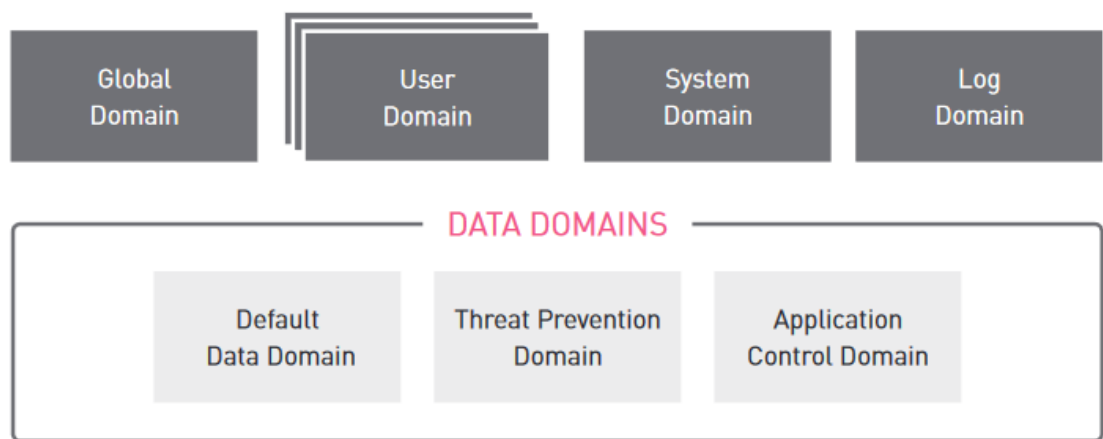 Global
Domain
User
Domain
System
Domain
Log
Domain
DATA DOMAINS
Default
Data Domain
Threat Prevention
Domain
Application
Control Domain